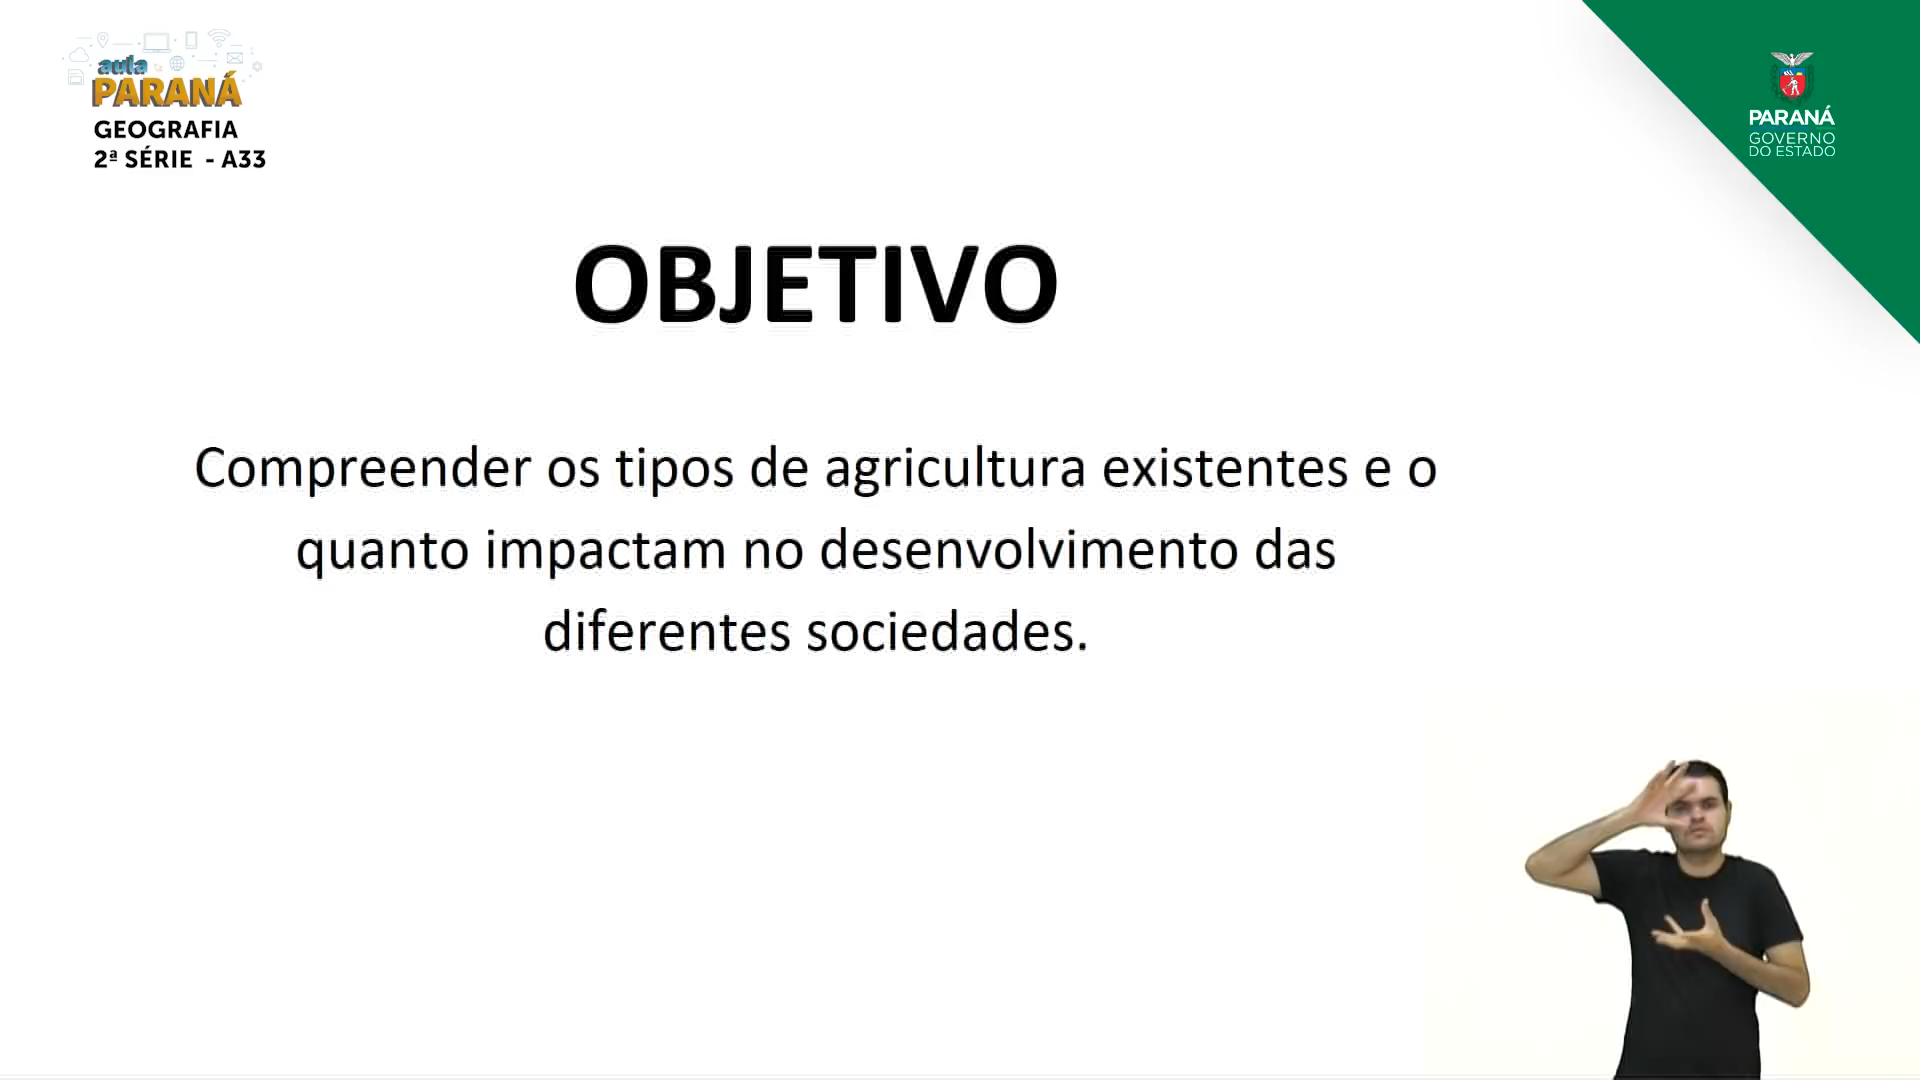 aula
PARANÁ
GEOGRAFIA
2ª SÉRIE - A33
PARANÁ
GOVERNO
DO ESTADO
OBJETIVO
Compreender os tipos de agricultura existentes e o
quanto impactam no desenvolvimento das
diferentes sociedades.